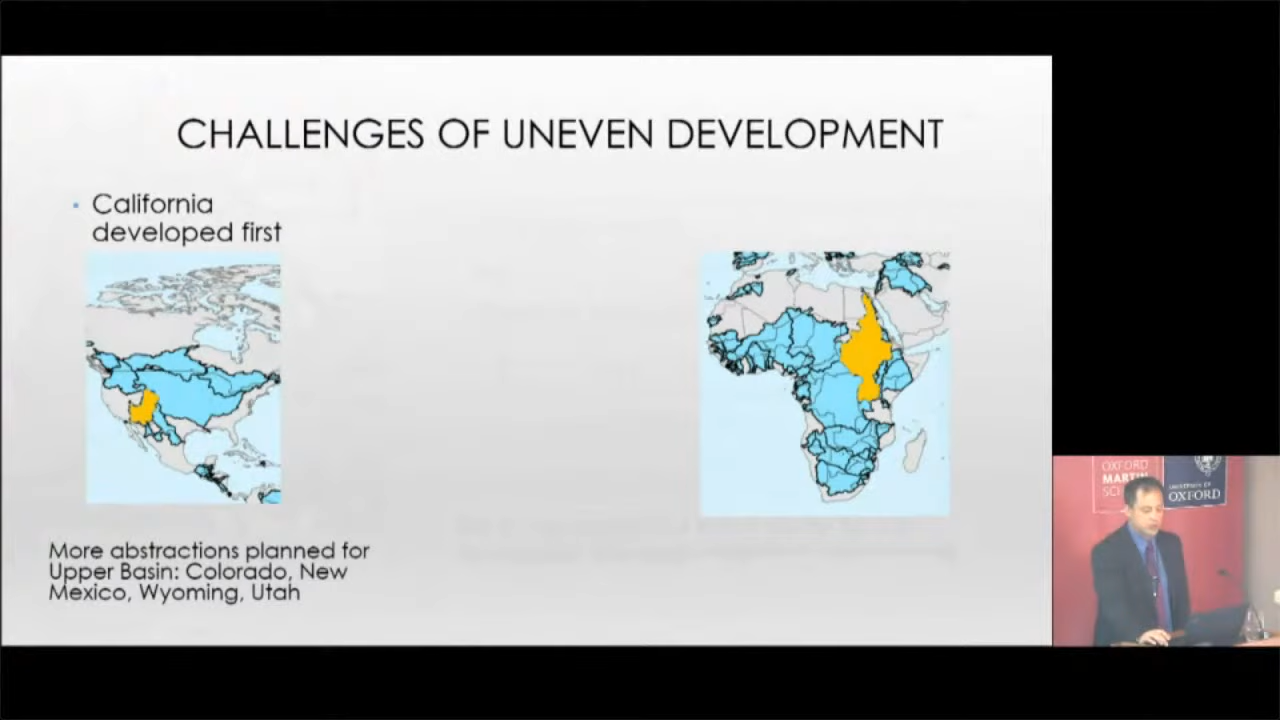 CHALLENGES OF UNEVEN DEVELOPMENT
▪ California
developed first
More abstractions planned for
Upper Basin: Colorado, New
Mexico, Wyoming, Utah
OXFORD
MARTIN
UNIVERSITY OF
OXFORD